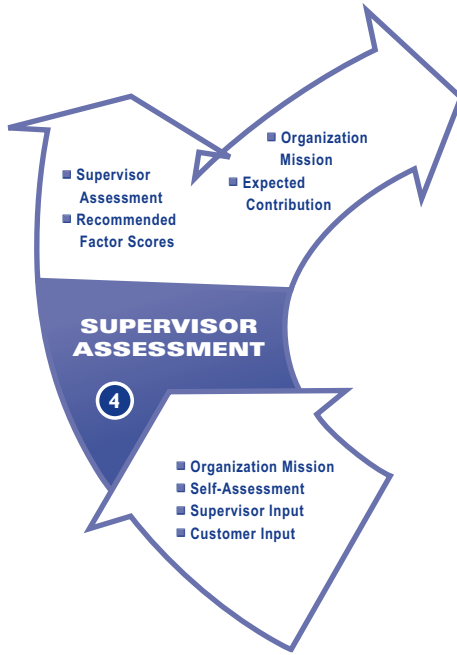 ■ Organization
Mission
■ Expected
Contribution
■ Supervisor
Assessment
■ Recommended
Factor Scores
SUPERVISOR
ASSESSMENT
4
■ Organization Mission
■ Self-Assessment
■ Supervisor Input
■ Customer Input